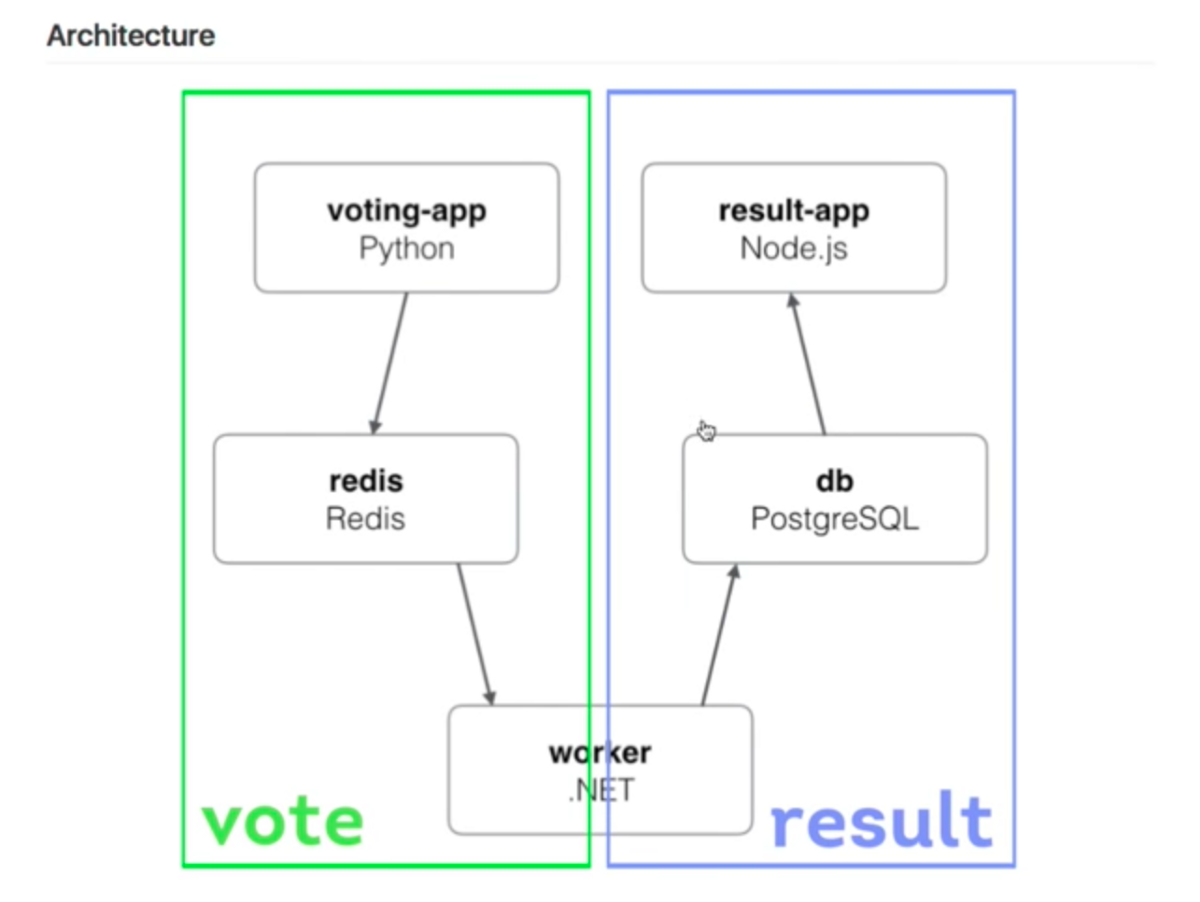 Architecture
voting-app
Python
result-app
Node.js
redis
Redis
db
PostgreSQL
worker
.NET
vote
result